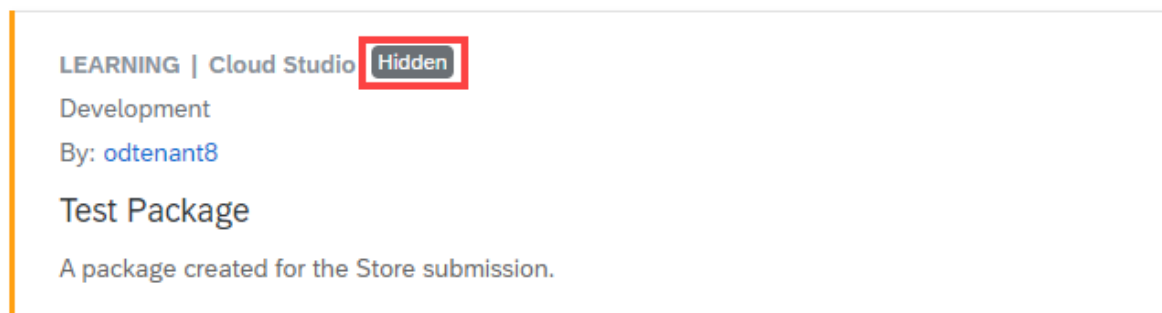 LEARNING | Cloud Studio Hidden
Development
By: odtenant8
Test Package
A package created for the Store submission.